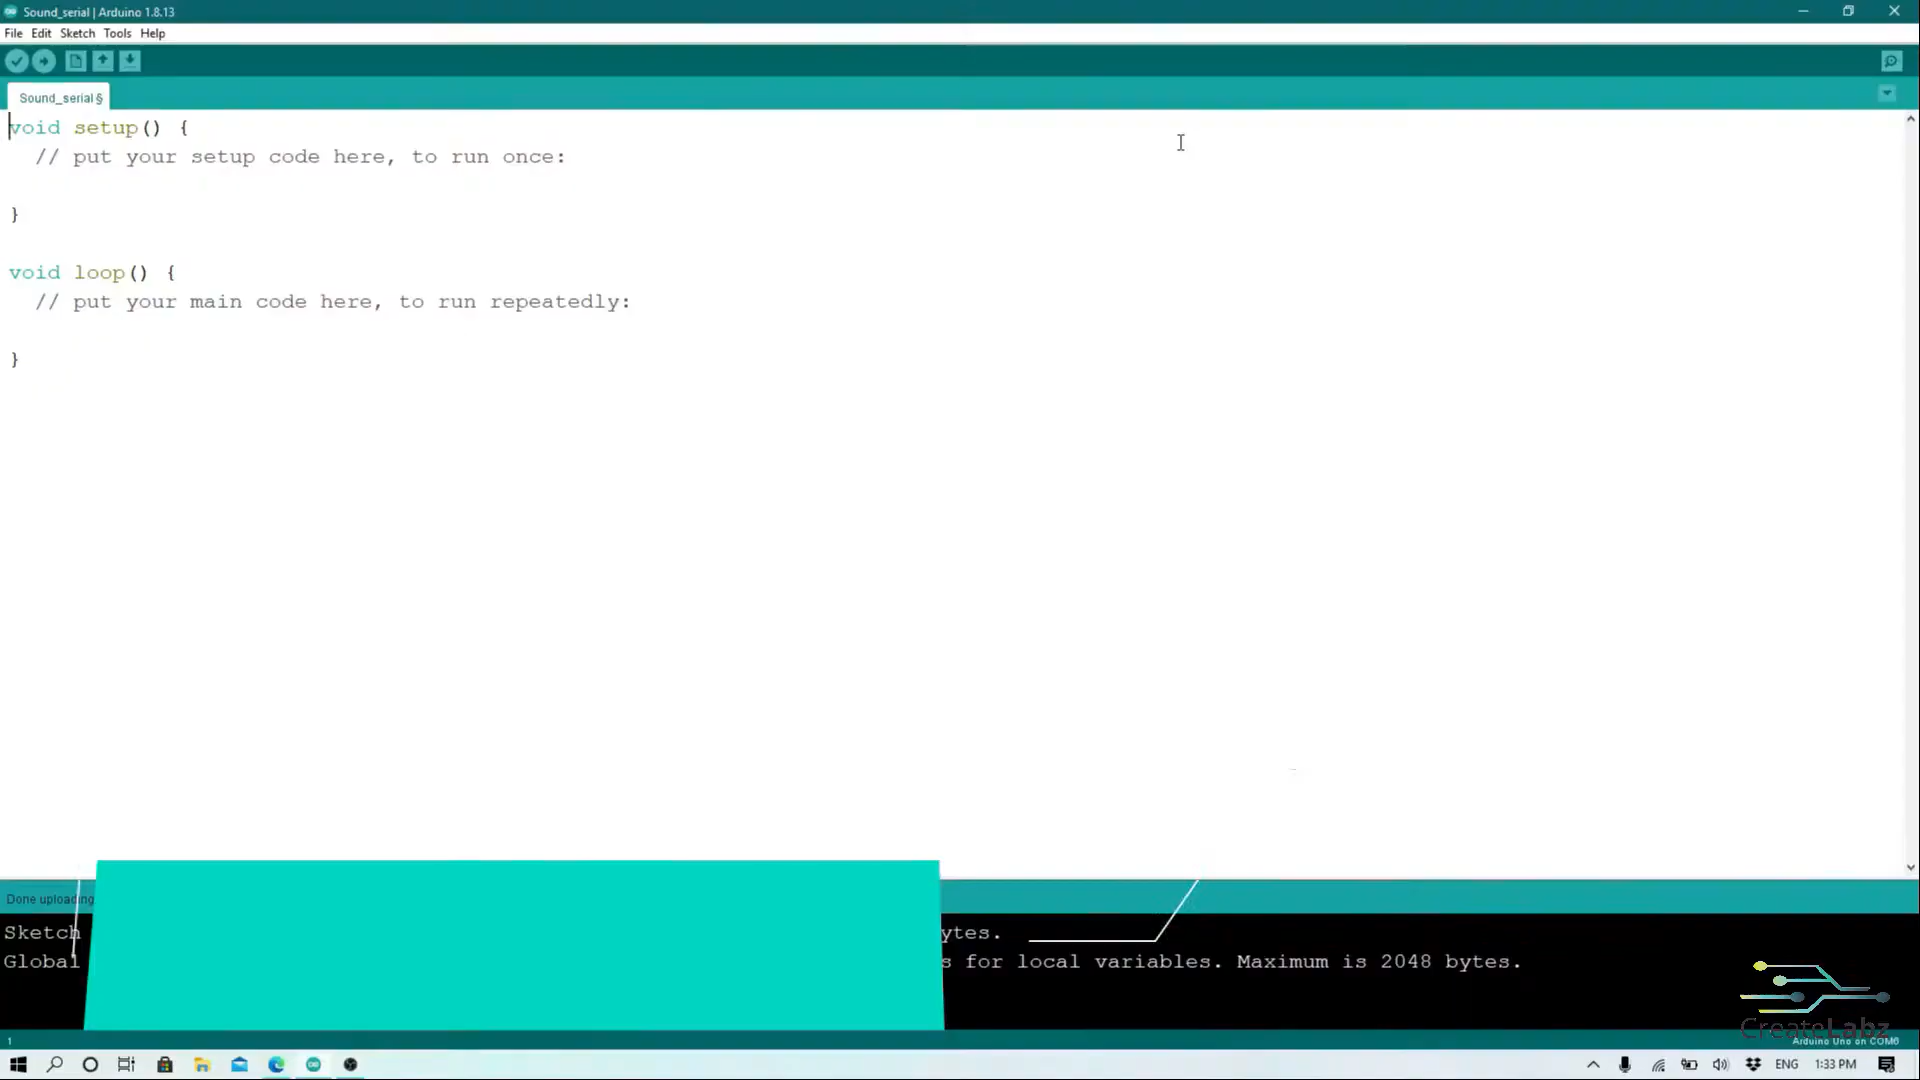 Sound_serial | Arduino 1.8.13
File Edit Sketch Tools Help
Sound_serial §
void setup() {
  // put your setup code here, to run once:
}
void loop() {
  // put your main code here, to run repeatedly:
}
Done uploading
Sketch ytes.
Global s for local variables. Maximum is 2048 bytes.
CreateLabz
1 Arduino Uno on COM6
ENG 1:33 PM